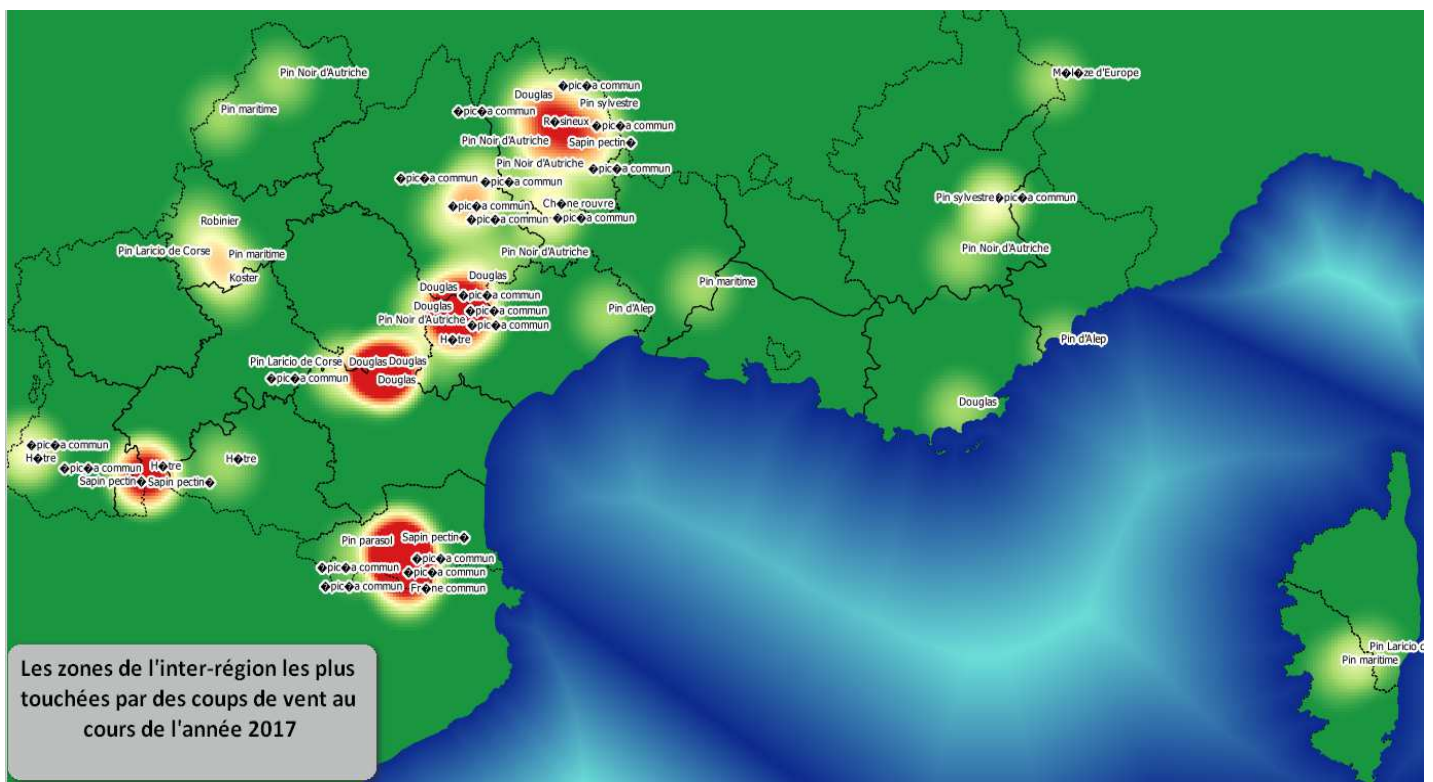 Pin Noir d'Autriche
M�l�ze d'Europe
�pic�a commun
Douglas
Pin sylvestre
Pin maritime
�pic�a commun
R�sineux
�pic�a commun
Pin Noir d'Autriche
Sapin pectin�
Pin Noir d'Autriche
�pic�a commun
�pic�a commun
�pic�a commun
Pin sylvestre�pic�a commun
�pic�a commun
Ch�ne rouvre
�pic�a commun
�pic�a commun
Robinier
Pin Laricio de Corse
Pin maritime
Pin Noir d'Autriche
Pin Noir d'Autriche
Koster
Douglas
Pin maritime
Douglas
�pic�a commun
Douglas
�pic�a commun
Pin d'Alep
Pin Noir d'Autriche
�pic�a commun
H�tre
Pin d'Alep
Pin Laricio de Corse
Douglas
Douglas
�pic�a commun
Douglas
Douglas
�pic�a commun
H�tre
�pic�a commun
H�tre
H�tre
Sapin pectin�
Sapin pectin�
Pin parasol
Sapin pectin�
�pic�a commun
�pic�a commun
�pic�a commun
�pic�a commun
Fr�ne commun
Pin Laricio d
Pin maritime
Les zones de l'inter-région les plus
touchées par des coups de vent au
cours de l'année 2017